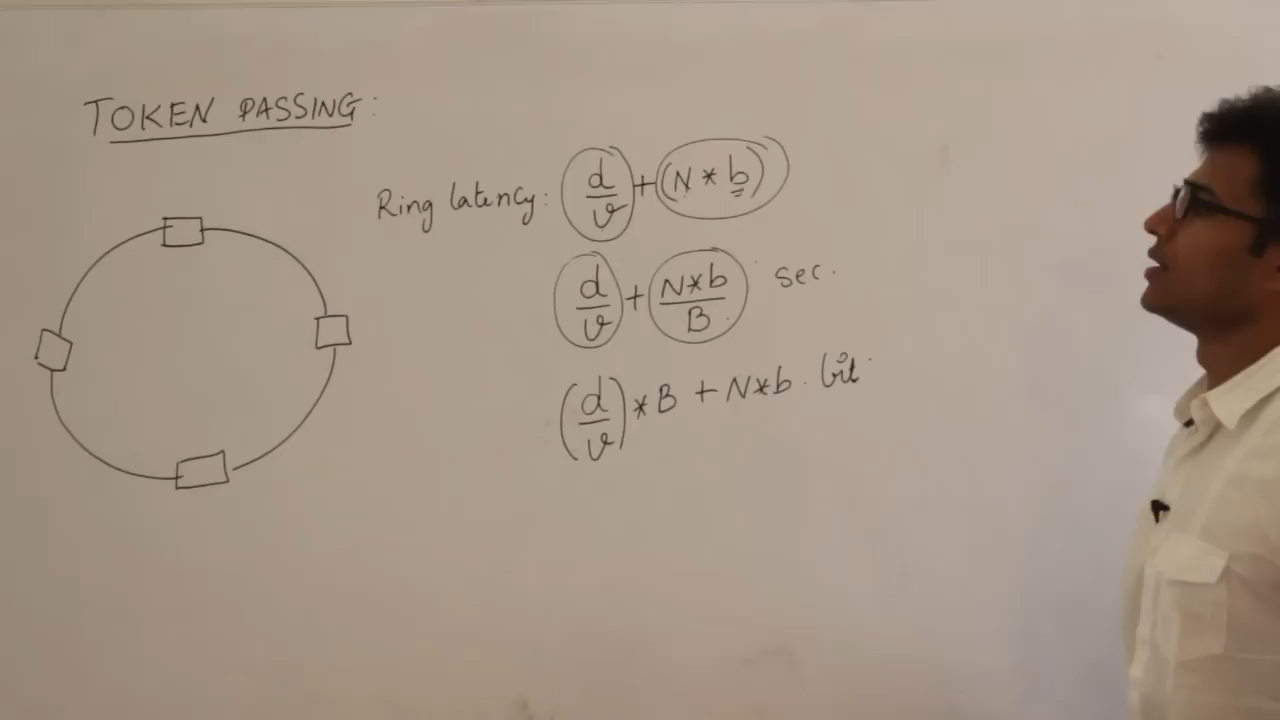 TOKEN PASSING:
Ring latency: d/v + (N * b)
d/v + N*b/B sec.
(d/v) * B + N*b bit